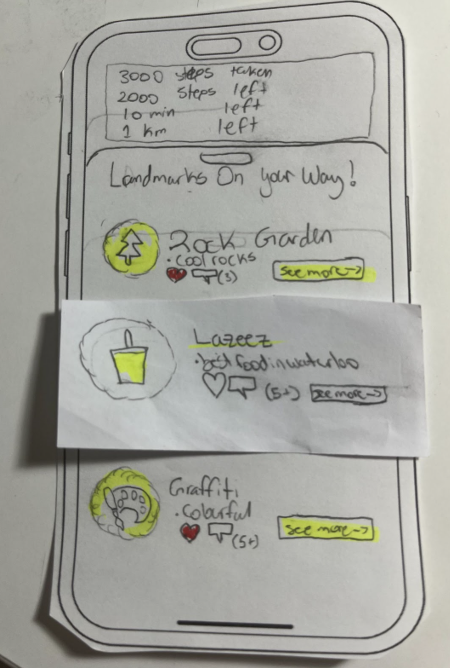 3000 steps taken
2000 steps left
10 min left
1 km left
Landmarks On your Way!
Rock Garden
• Cool rocks
(3)
see more →
Lazeez
• best food in waterloo
(5+)
see more →
Graffiti
• Colourful
(5+)
see more →